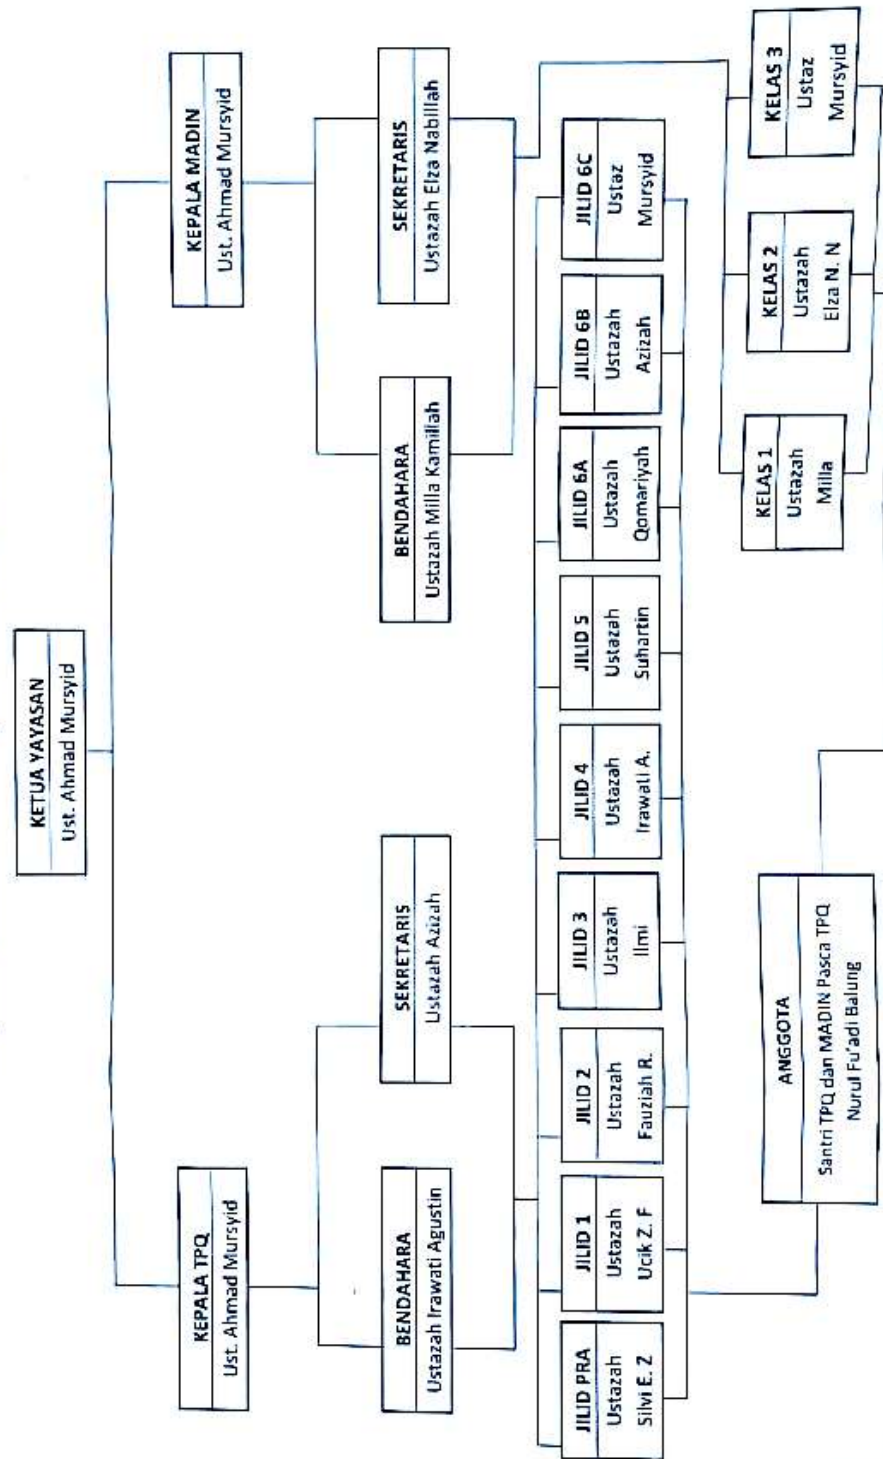 KETUA YAYASAN
Ust. Ahmad Mursyid
KEPALA TPQ
Ust. Ahmad Mursyid
KEPALA MADIN
Ust. Ahmad Mursyid
BENDAHARA
Ustazah Irawati Agustin
SEKRETARIS
Ustazah Azizah
BENDAHARA
Ustazah Milla Kamillah
SEKRETARIS
Ustazah Elza Nabillah
JILID PRA
Ustazah
Silvi E. Z
JILID 1
Ustazah
Ucik Z. F
JILID 2
Ustazah
Fauziah R.
JILID 3
Ustazah
Ilmi
JILID 4
Ustazah
Irawati A.
JILID 5
Ustazah
Suhartin
JILID 6A
Ustazah
Qomariyah
JILID 6B
Ustazah
Azizah
JILID 6C
Ustaz
Mursyid
KELAS 1
Ustazah
Milla
KELAS 2
Ustazah
Elza N. N
KELAS 3
Ustaz
Mursyid
ANGGOTA
Santri TPQ dan MADIN Pasca TPQ
Nurul Fu'adi Balung